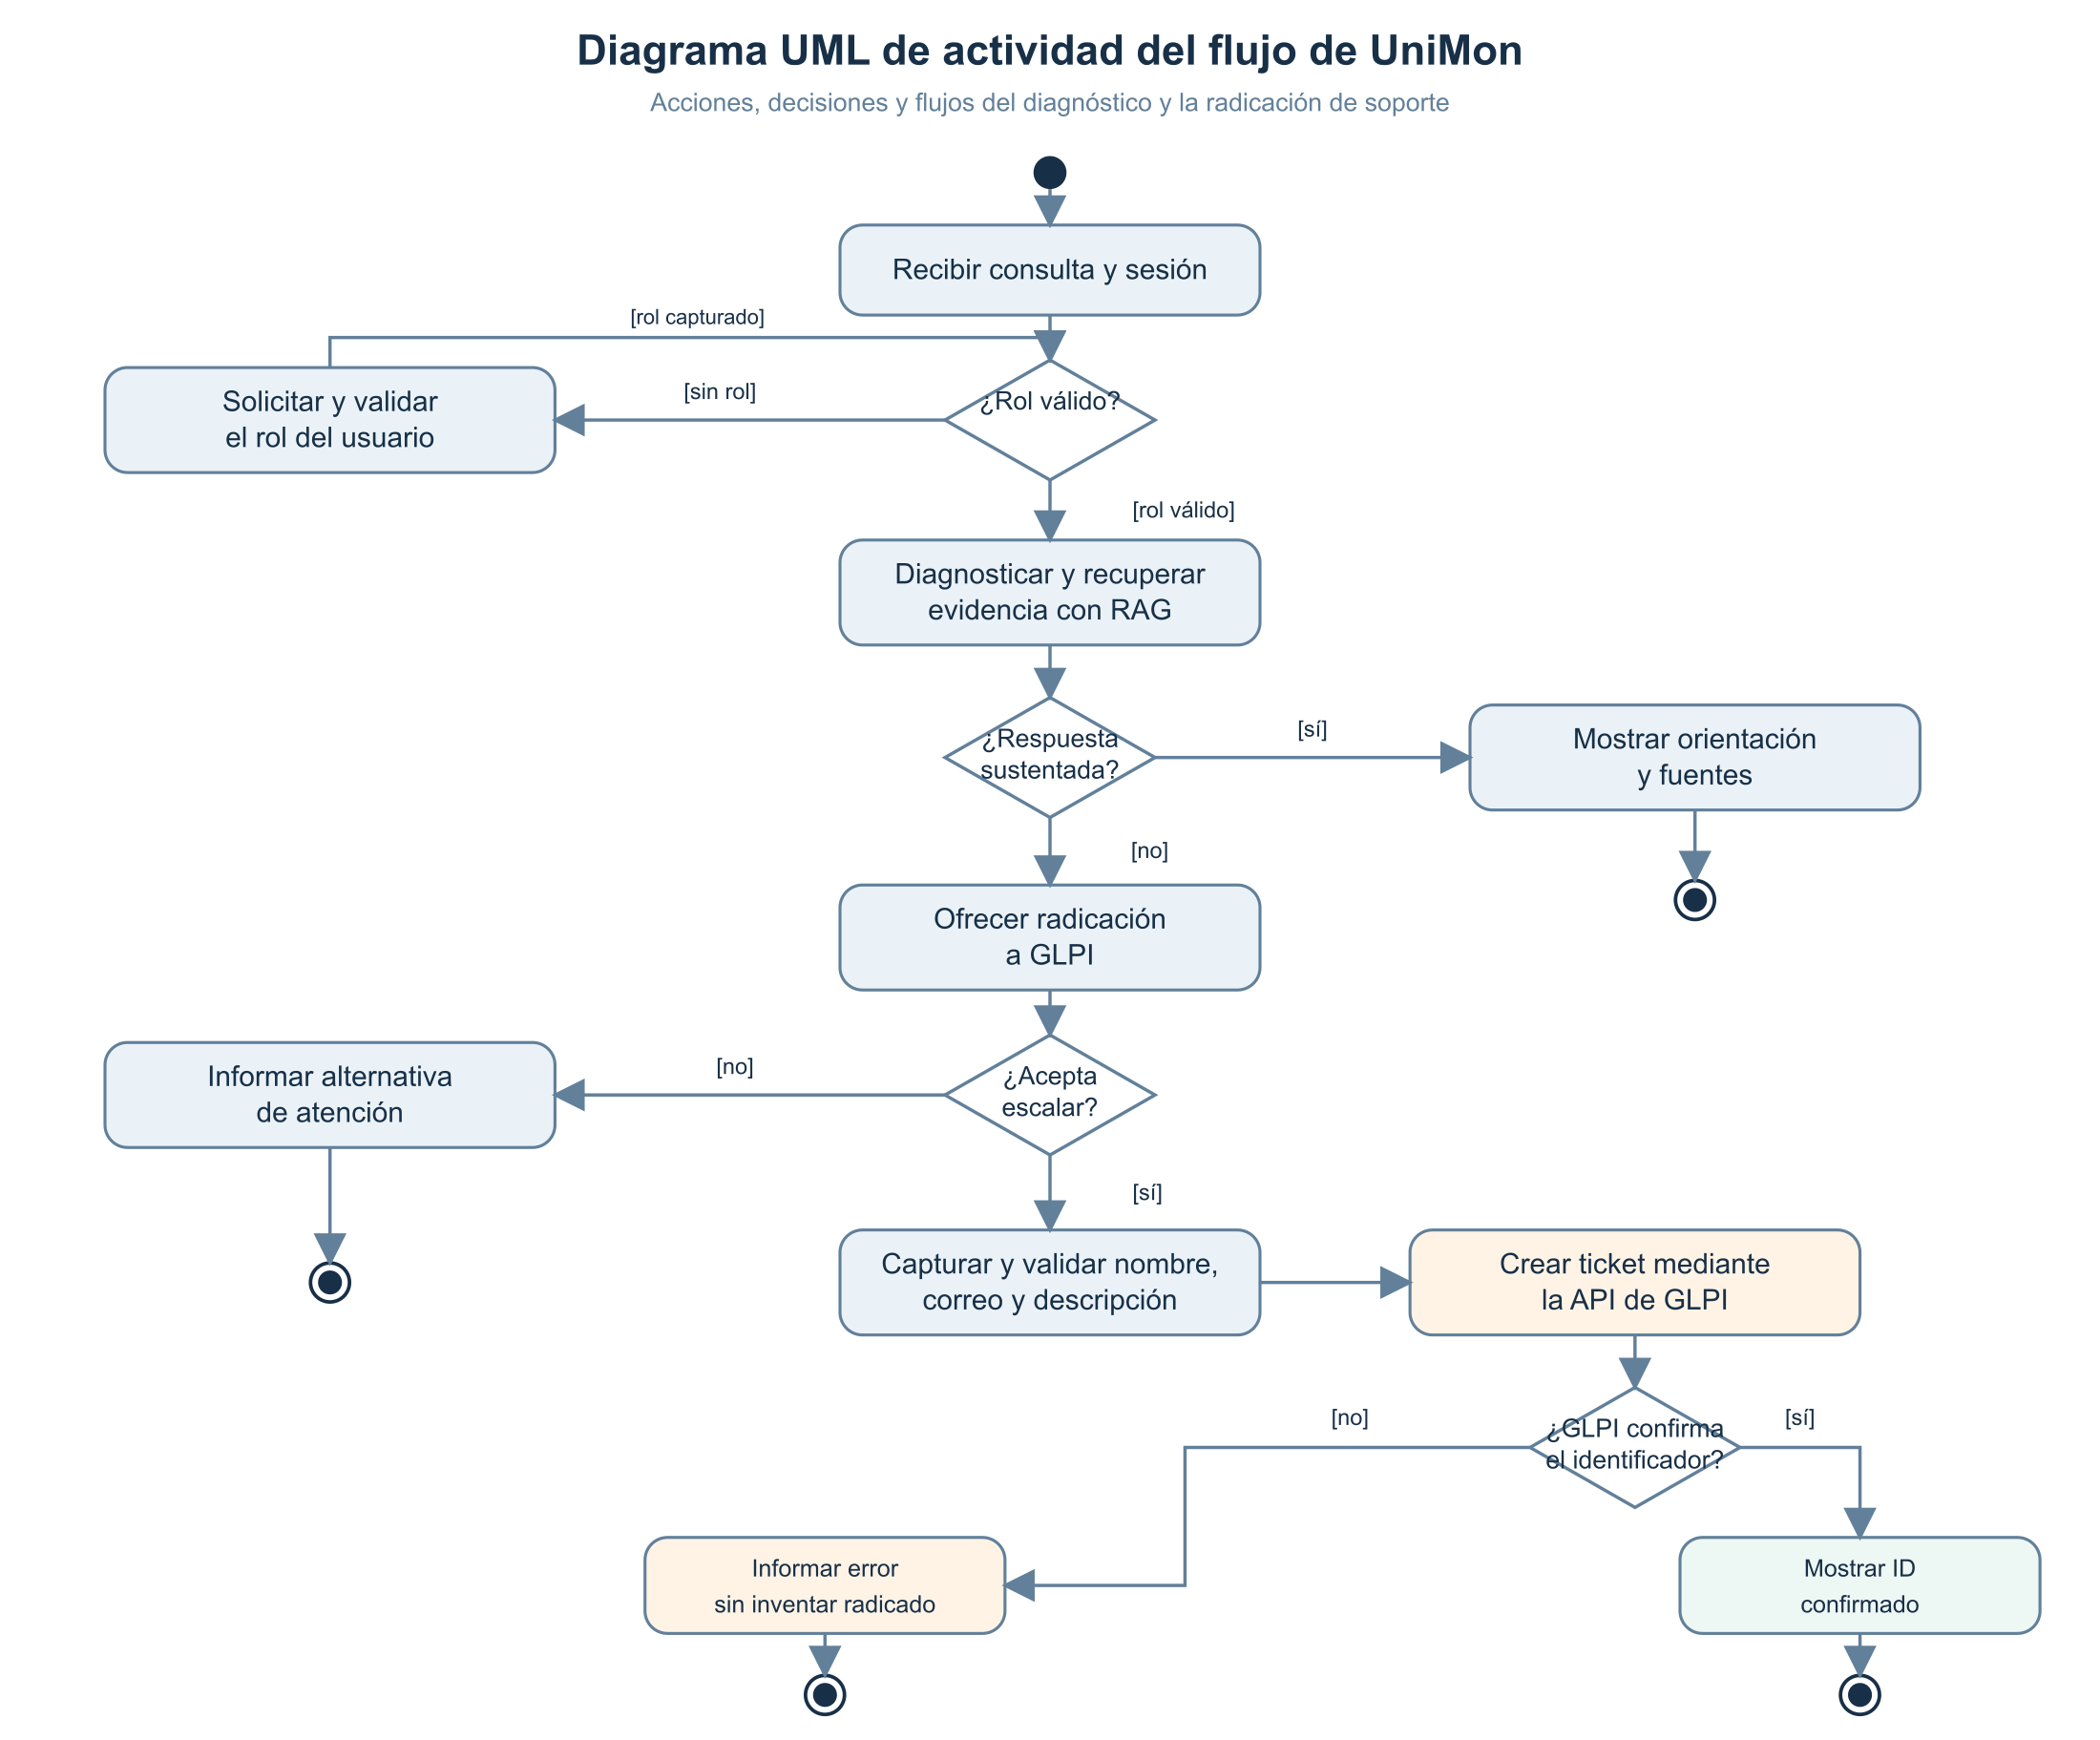 Diagrama UML de actividad del flujo de UniMon
Acciones, decisiones y flujos del diagnóstico y la radicación de soporte
Recibir consulta y sesión
[rol capturado]
Solicitar y validar
el rol del usuario
[sin rol]
¿Rol válido?
[rol válido]
Diagnosticar y recuperar
evidencia con RAG
¿Respuesta
sustentada?
[sí]
Mostrar orientación
y fuentes
[no]
Ofrecer radicación
a GLPI
Informar alternativa
de atención
[no]
¿Acepta
escalar?
[sí]
Capturar y validar nombre,
correo y descripción
Crear ticket mediante
la API de GLPI
[no]
¿GLPI confirma
el identificador?
[sí]
Informar error
sin inventar radicado
Mostrar ID
confirmado